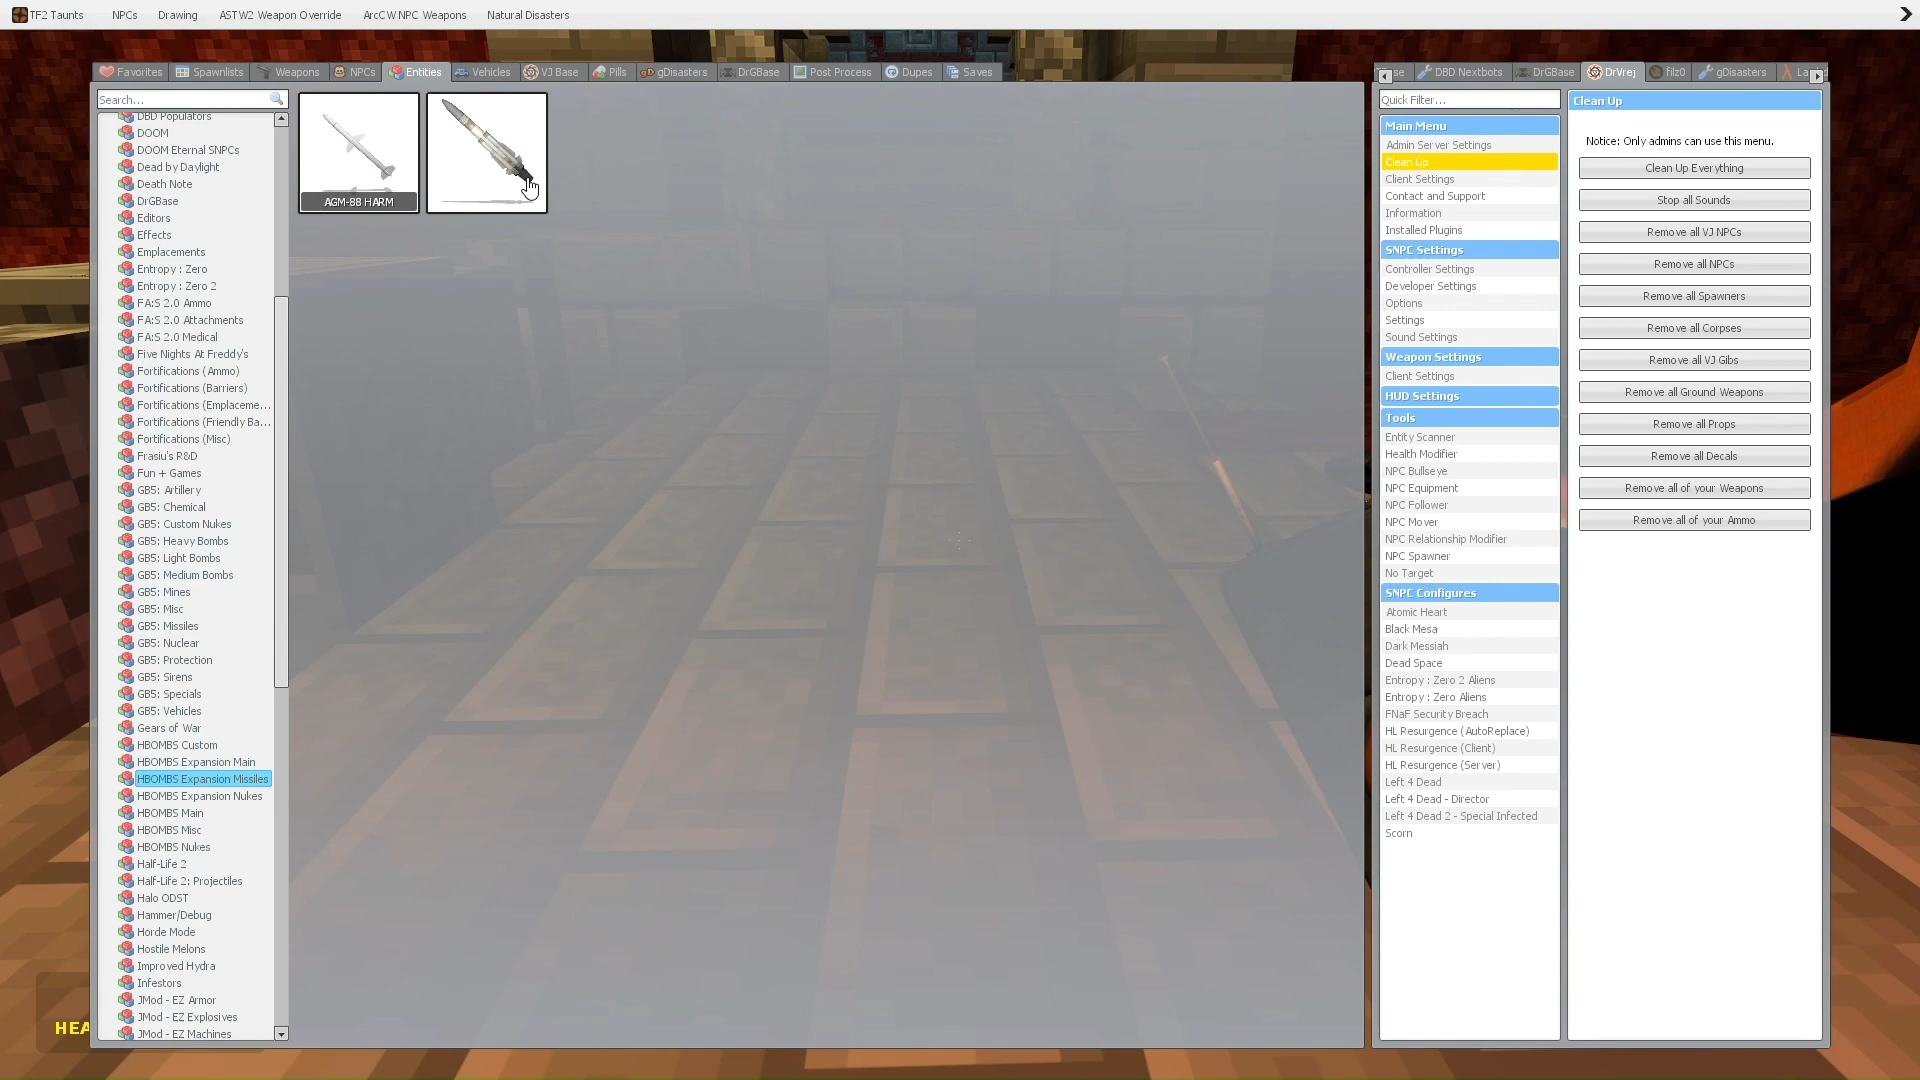 TF2 Taunts NPCs Drawing ASTW2 Weapon Override ArcCW NPC Weapons Natural Disasters
Favorites Spawnlists Weapons NPCs Entities Vehicles VJ Base Pills gDisasters DrGBase Post Process Dupes Saves
DBD Nextbots DrGBase DrVrej filz0 gDisasters
Search...
DBD Populators
DOOM
DOOM Eternal SNPCs
Dead by Daylight
Death Note
DrGBase
Editors
Effects
Emplacements
Entropy : Zero
Entropy : Zero 2
FA:S 2.0 Ammo
FA:S 2.0 Attachments
FA:S 2.0 Medical
Five Nights At Freddy's
Fortifications (Ammo)
Fortifications (Barriers)
Fortifications (Emplaceme...
Fortifications (Friendly Ba...
Fortifications (Misc)
Frasiu's R&D
Fun + Games
GB5: Artillery
GB5: Chemical
GB5: Custom Nukes
GB5: Heavy Bombs
GB5: Light Bombs
GB5: Medium Bombs
GB5: Mines
GB5: Misc
GB5: Missiles
GB5: Nuclear
GB5: Protection
GB5: Sirens
GB5: Specials
GB5: Vehicles
Gears of War
HBOMBS Custom
HBOMBS Expansion Main
HBOMBS Expansion Missiles
HBOMBS Expansion Nukes
HBOMBS Main
HBOMBS Misc
HBOMBS Nukes
Half-Life 2
Half-Life 2: Projectiles
Halo ODST
Hammer/Debug
Horde Mode
Hostile Melons
Improved Hydra
Infestors
JMod - EZ Armor
JMod - EZ Explosives
JMod - EZ Machines
AGM-88 HARM
Quick Filter...
Main Menu
Admin Server Settings
Clean Up
Client Settings
Contact and Support
Information
Installed Plugins
SNPC Settings
Controller Settings
Developer Settings
Options
Settings
Sound Settings
Weapon Settings
Client Settings
HUD Settings
Tools
Entity Scanner
Health Modifier
NPC Bullseye
NPC Equipment
NPC Follower
NPC Mover
NPC Relationship Modifier
NPC Spawner
No Target
SNPC Configures
Atomic Heart
Black Mesa
Dark Messiah
Dead Space
Entropy : Zero 2 Aliens
Entropy : Zero Aliens
FNaF Security Breach
HL Resurgence (AutoReplace)
HL Resurgence (Client)
HL Resurgence (Server)
Left 4 Dead
Left 4 Dead - Director
Left 4 Dead 2 - Special Infected
Scorn
Clean Up
Notice: Only admins can use this menu.
Clean Up Everything
Stop all Sounds
Remove all VJ NPCs
Remove all NPCs
Remove all Spawners
Remove all Corpses
Remove all VJ Gibs
Remove all Ground Weapons
Remove all Props
Remove all Decals
Remove all of your Weapons
Remove all of your Ammo
HEA